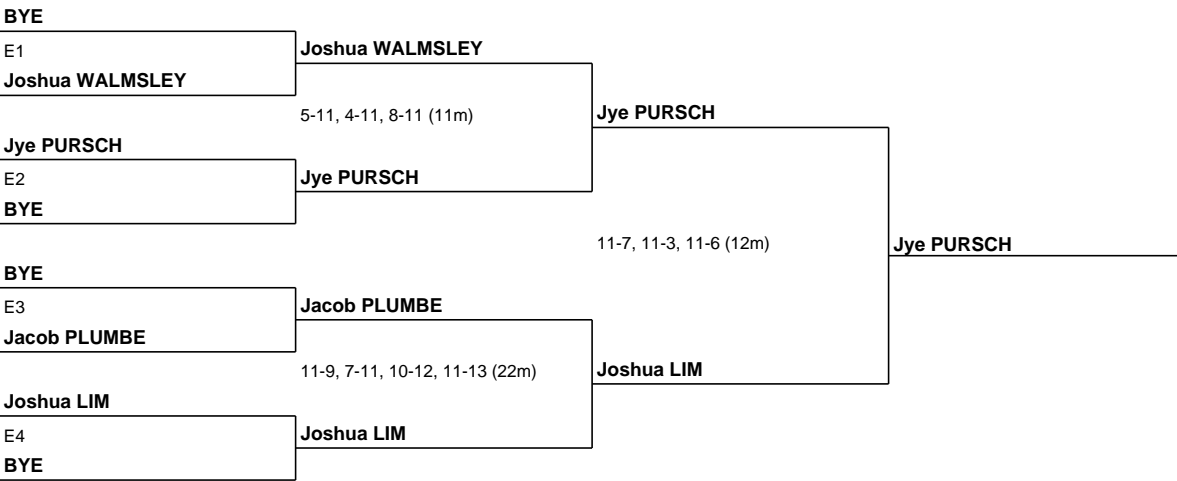 BYE
E1
Joshua WALMSLEY
Joshua WALMSLEY
5-11, 4-11, 8-11 (11m)
Jye PURSCH
Jye PURSCH
E2
Jye PURSCH
BYE
11-7, 11-3, 11-6 (12m)
Jye PURSCH
BYE
E3
Jacob PLUMBE
Jacob PLUMBE
11-9, 7-11, 10-12, 11-13 (22m)
Joshua LIM
Joshua LIM
E4
Joshua LIM
BYE